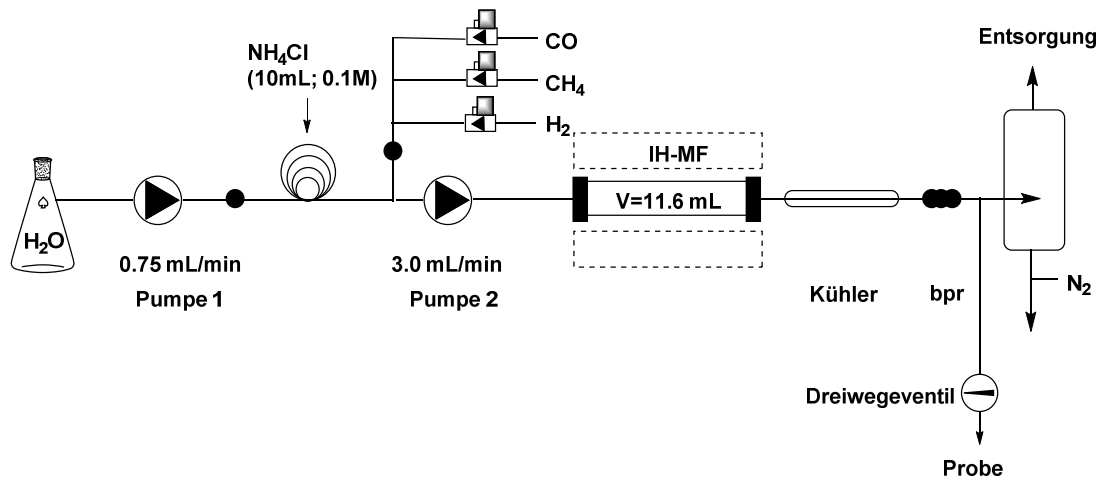 Entsorgung
CO
NH₄Cl
(10mL; 0.1M)
CH₄
H₂
IH-MF
V=11.6 mL
H₂O
0.75 mL/min
Pumpe 1
3.0 mL/min
Pumpe 2
Kühler
bpr
N₂
Dreiwegeventil
Probe